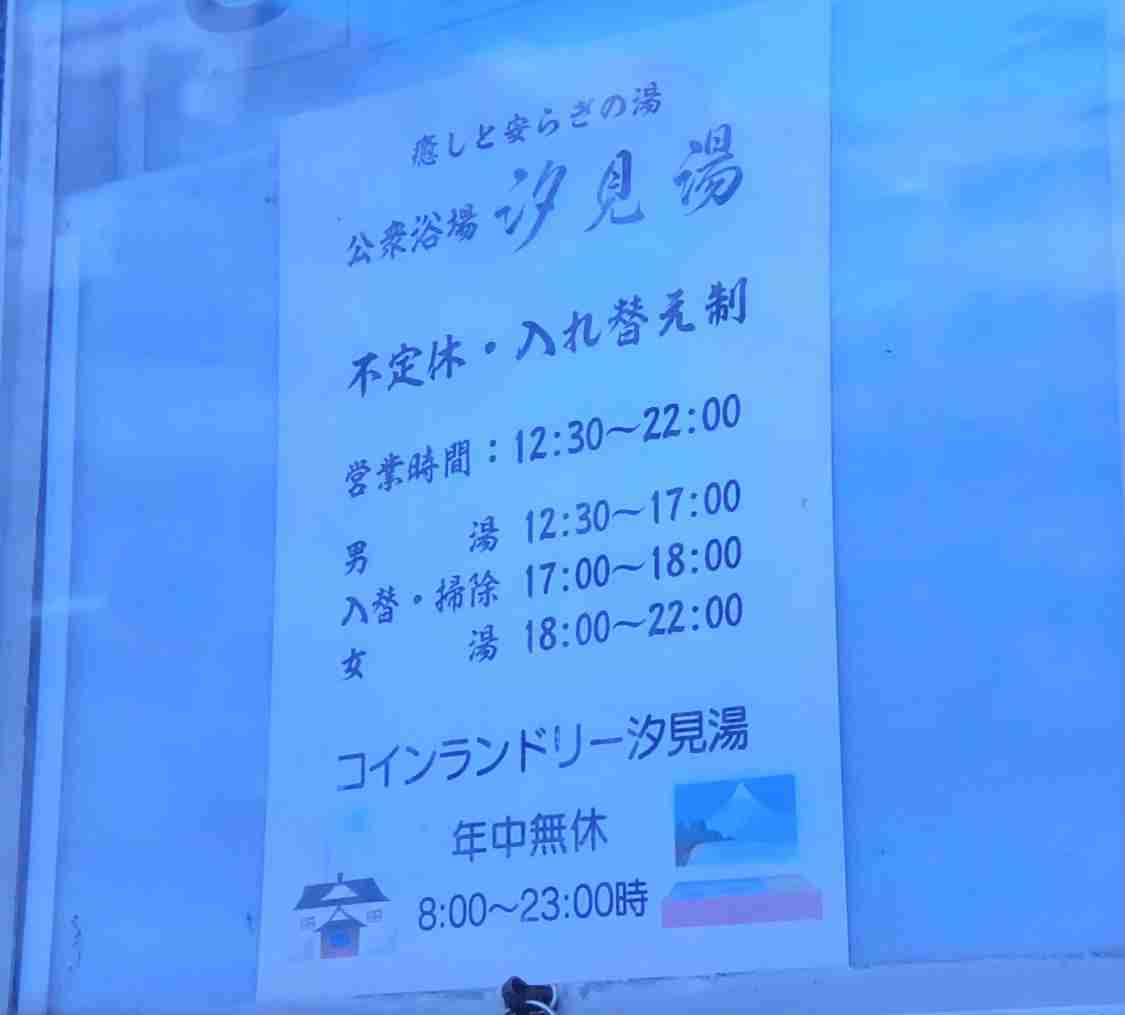 癒しと安らぎの湯
公衆浴場 汐見湯
不定休・入れ替え制
営業時間：12:30～22:00
男 湯 12:30～17:00
入替・掃除 17:00～18:00
女 湯 18:00～22:00
コインランドリー汐見湯
年中無休
8:00～23:00時